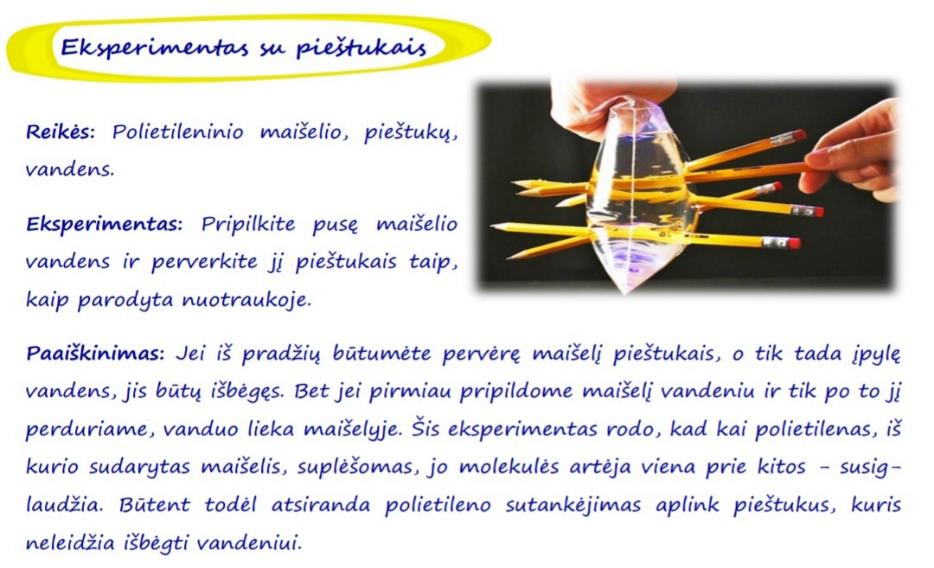 Eksperimentas su pieštukais
Reikės: Polietileninio maišelio, pieštukų,
vandens.
Eksperimentas: Pripilkite pusę maišelio
vandens ir perverkite jį pieštukais taip,
kaip parodyta nuotraukoje.
Paaiškinimas: Jei iš pradžių būtumėte pervėrę maišelį pieštukais, o tik tada įpylę
vandens, jis būtų išbėgęs. Bet jei pirmiau pripildome maišelį vandeniu ir tik po to jį
perduriame, vanduo lieka maišelyje. Šis eksperimentas rodo, kad kai polietilenas, iš
kurio sudarytas maišelis, suplėšomas, jo molekulės artėja viena prie kitos – susig-
laudžia. Būtent todėl atsiranda polietileno sutankėjimas aplink pieštukus, kuris
neleidžia išbėgti vandeniui.